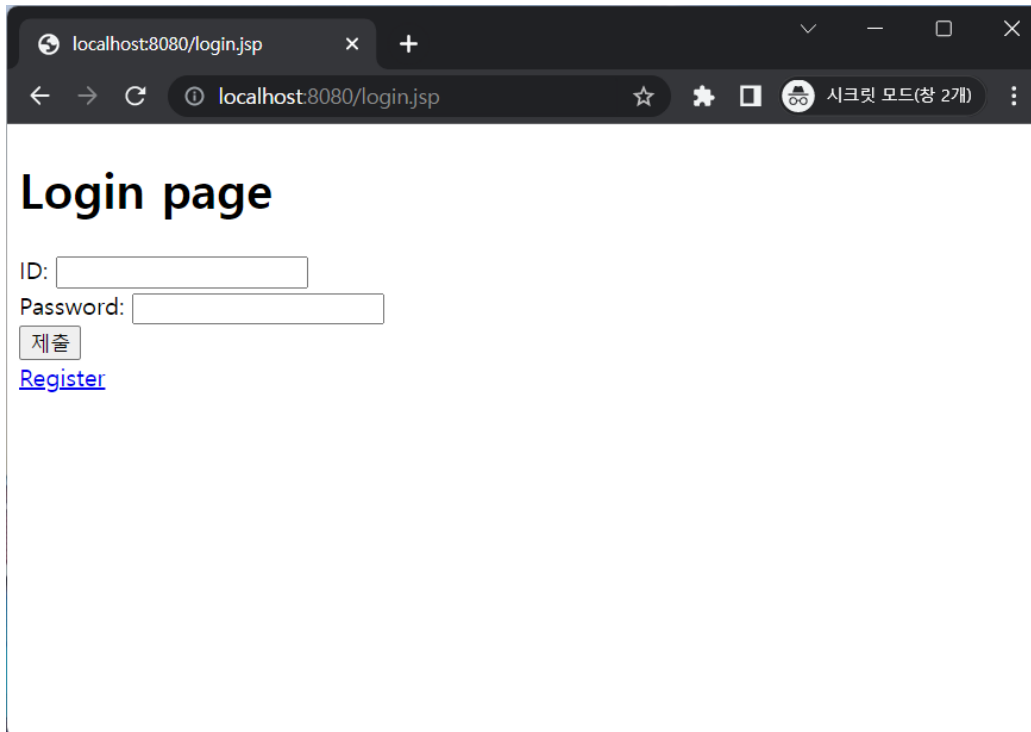 localhost:8080/login.jsp
localhost:8080/login.jsp 시크릿 모드(창 2개)
Login page
ID:
Password:
제출
Register